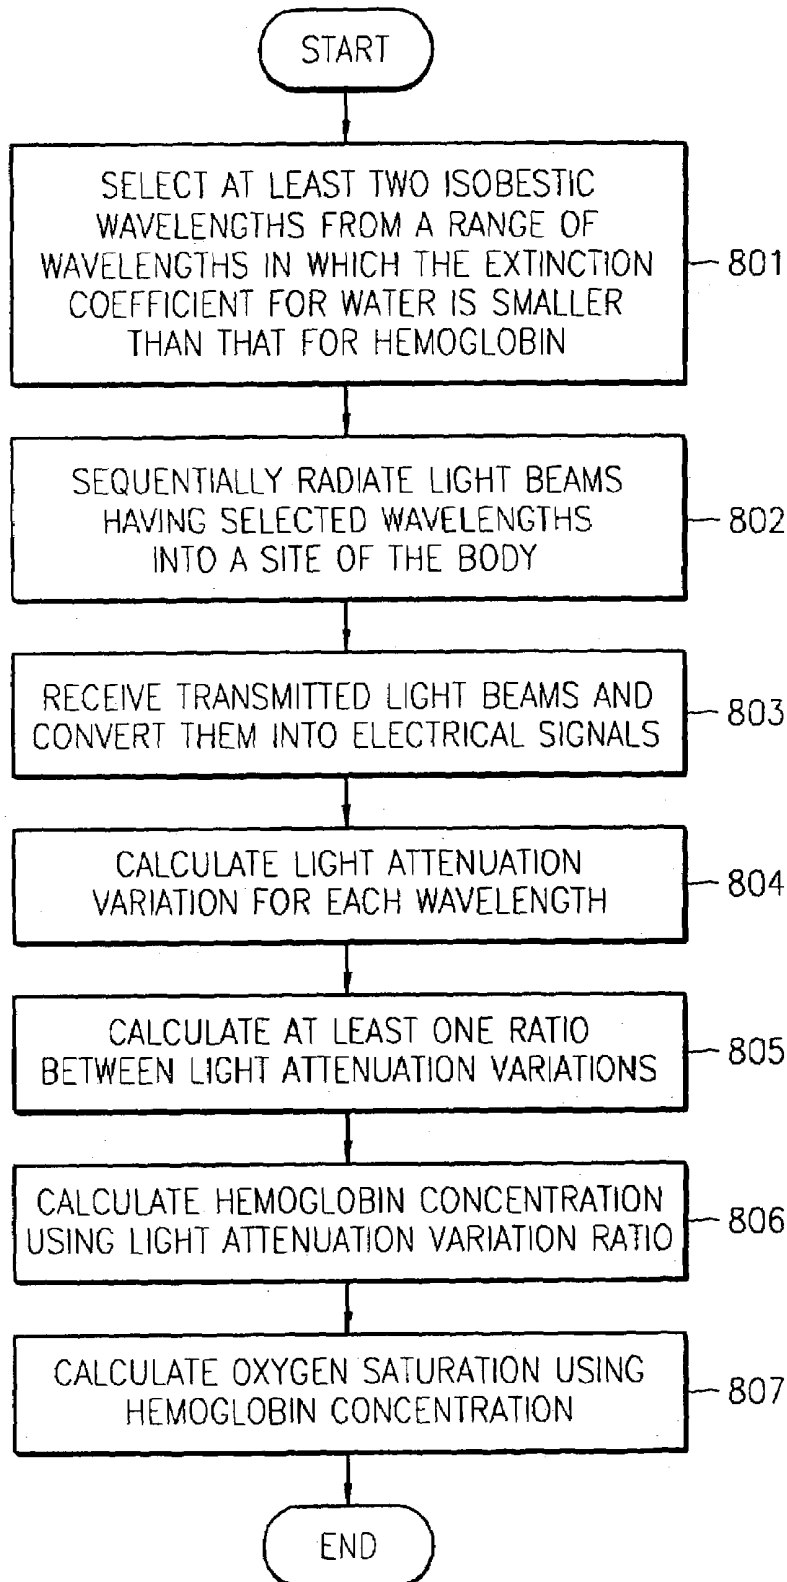 START
SELECT AT LEAST TWO ISOBESTIC
WAVELENGTHS FROM A RANGE OF
WAVELENGTHS IN WHICH THE EXTINCTION
COEFFICIENT FOR WATER IS SMALLER
THAN THAT FOR HEMOGLOBIN
801
SEQUENTIALLY RADIATE LIGHT BEAMS
HAVING SELECTED WAVELENGTHS
INTO A SITE OF THE BODY
802
RECEIVE TRANSMITTED LIGHT BEAMS AND
CONVERT THEM INTO ELECTRICAL SIGNALS
803
CALCULATE LIGHT ATTENUATION
VARIATION FOR EACH WAVELENGTH
804
CALCULATE AT LEAST ONE RATIO
BETWEEN LIGHT ATTENUATION VARIATIONS
805
CALCULATE HEMOGLOBIN CONCENTRATION
USING LIGHT ATTENUATION VARIATION RATIO
806
CALCULATE OXYGEN SATURATION USING
HEMOGLOBIN CONCENTRATION
807
END